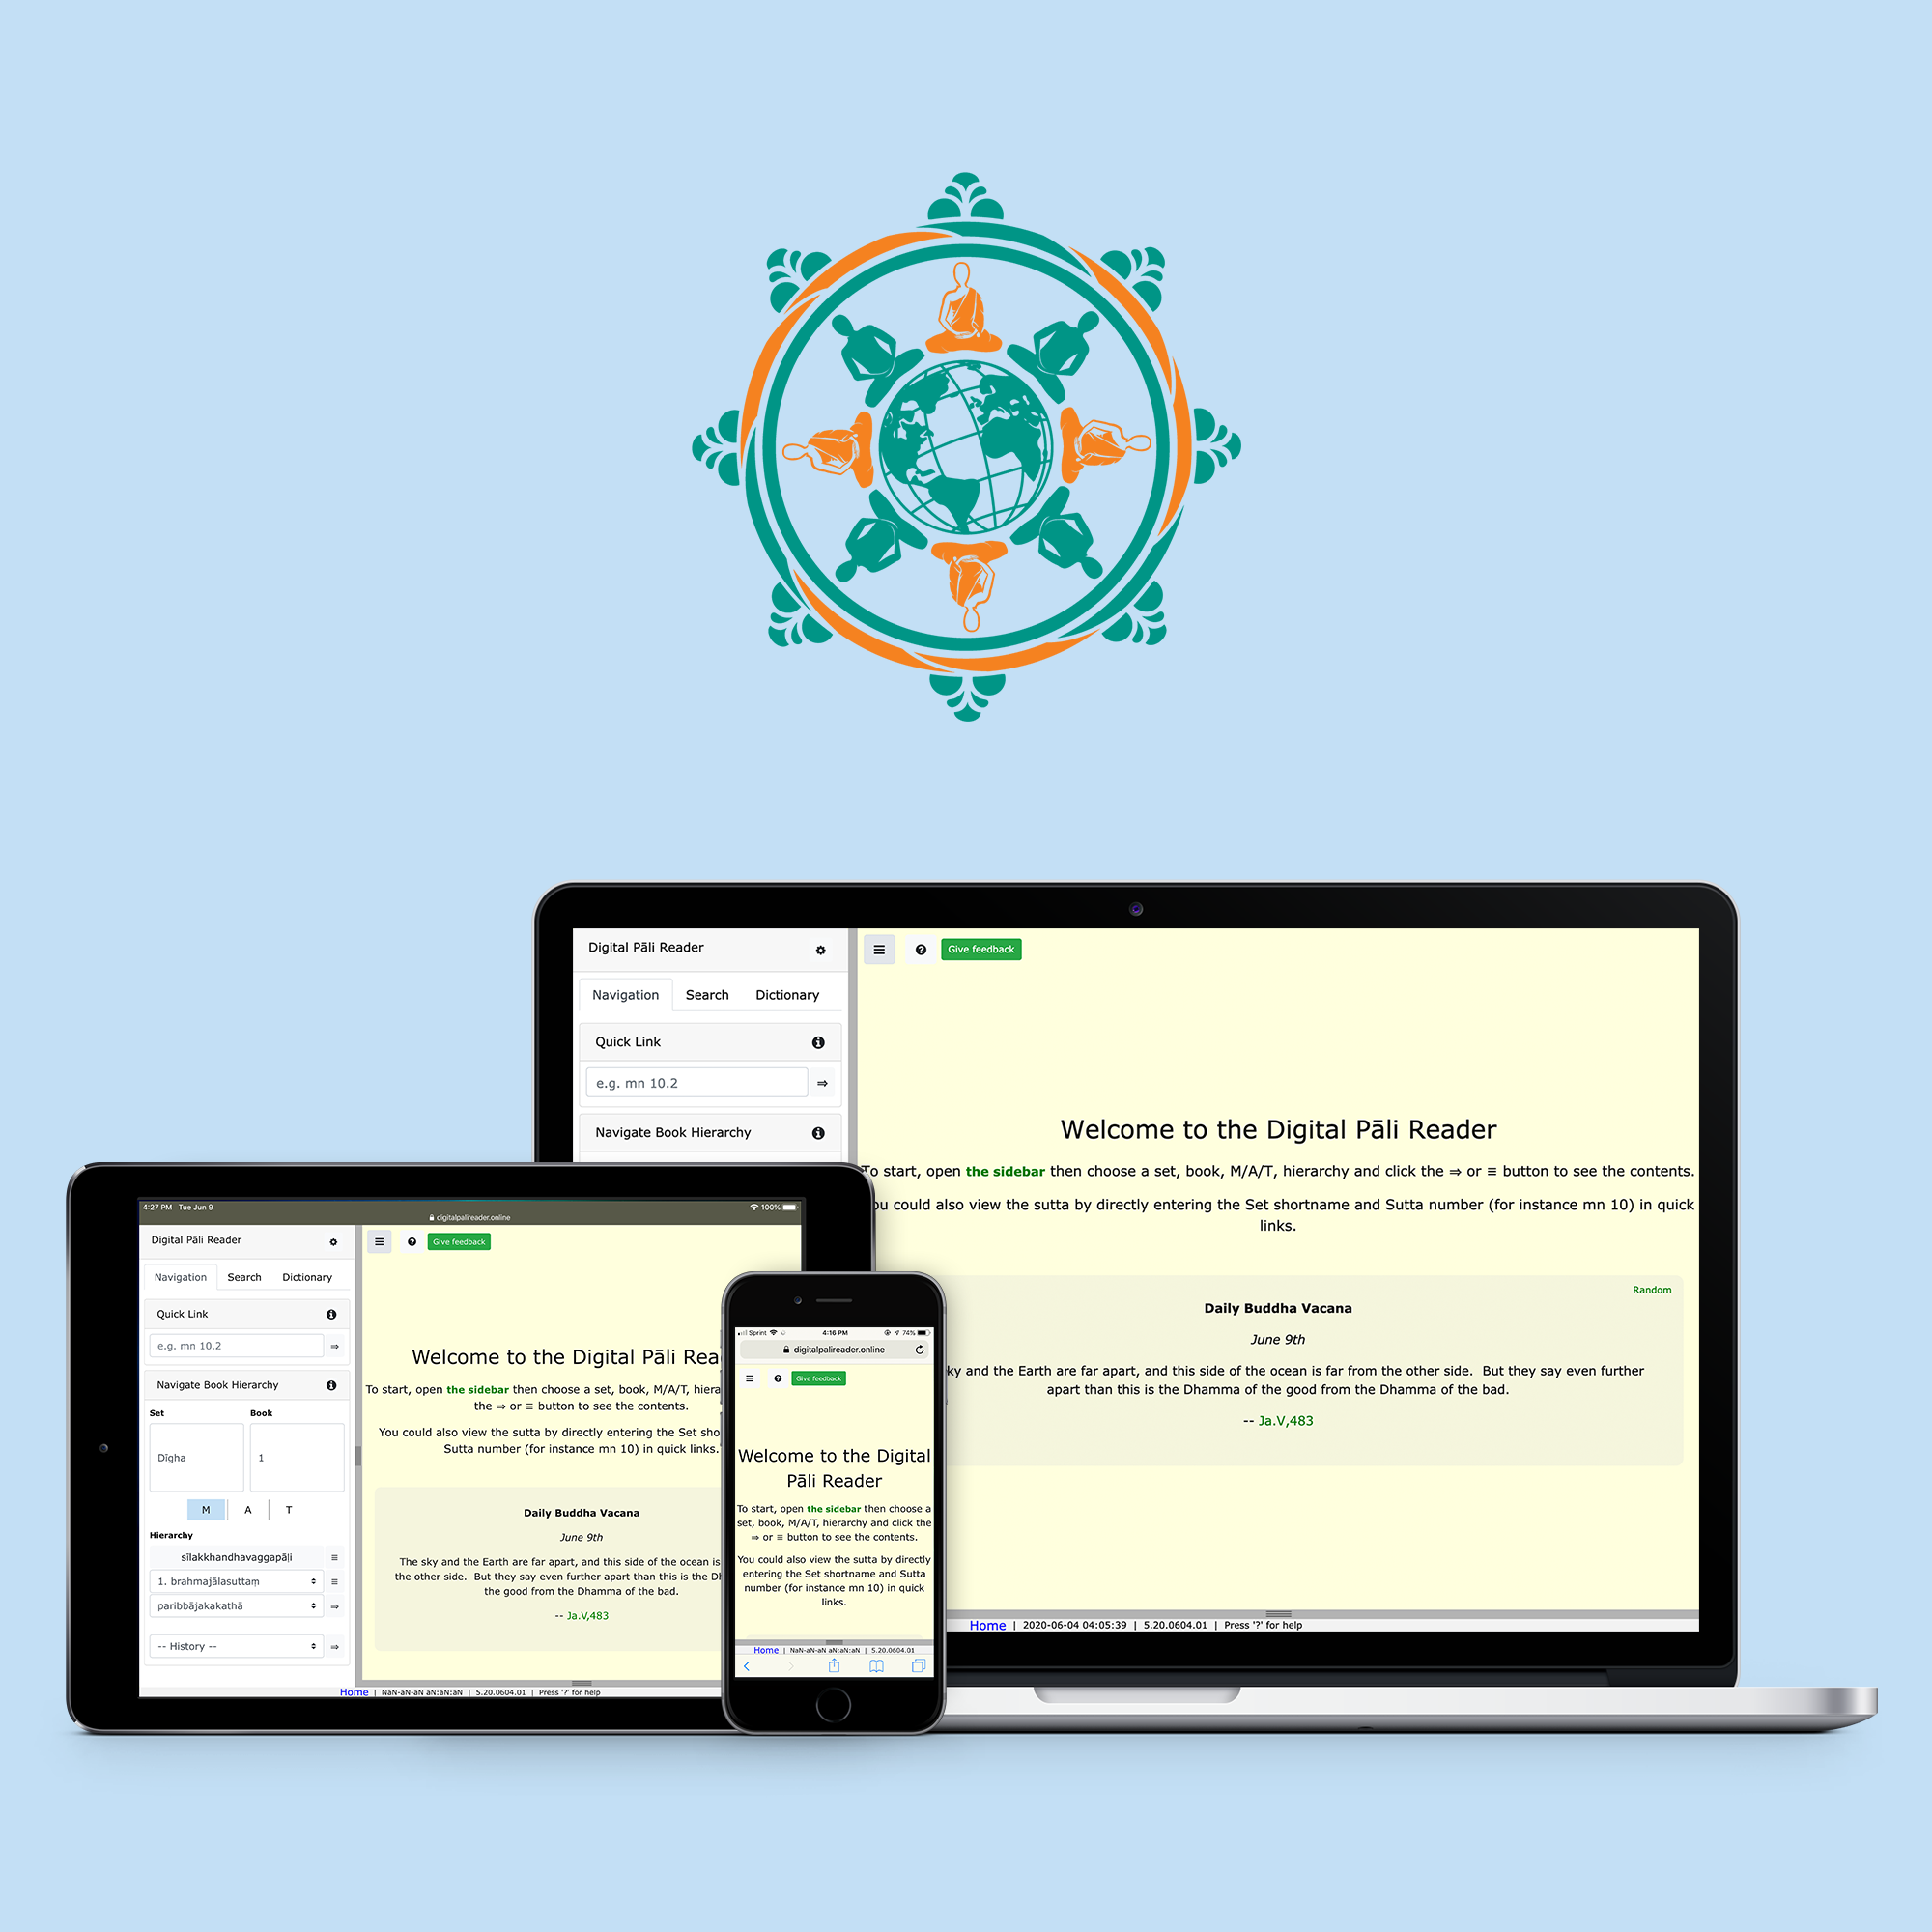 Digital Pāli Reader
Give feedback
Navigation Search Dictionary
Quick Link
e.g. mn 10.2 ⇒
Navigate Book Hierarchy
Welcome to the Digital Pāli Reader
To start, open the sidebar then choose a set, book, M/A/T, hierarchy and click the ⇒ or ≡ button to see the contents.
could also view the sutta by directly entering the Set shortname and Sutta number (for instance mn 10) in quick
links.
Random
Daily Buddha Vacana
June 9th
and the Earth are far apart, and this side of the ocean is far from the other side. But they say even further
apart than this is the Dhamma of the good from the Dhamma of the bad.
-- Ja.V,483
Home | 2020-06-04 04:05:39 | 5.20.0604.01 | Press '?' for help
4:27 PM Tue Jun 9 100%
digitalpalireader.online
Digital Pāli Reader
Give feedback
Navigation Search Dictionary
Quick Link
e.g. mn 10.2 ⇒
Navigate Book Hierarchy
Set Book
Dīgha 1
M A T
Hierarchy
sīlakkhandhavaggapāḷi ≡
1. brahmajālasuttaṃ ≡
paribbājakakathā ⇒
-- History -- ⇒
Welcome to the Digital Pāli
To start, open the sidebar then choose a set, book, M/A/T,
the ⇒ or ≡ button to see the contents.
You could also view the sutta by directly entering the Set
Sutta number (for instance mn 10) in quick links.
Daily Buddha Vacana
June 9th
The sky and the Earth are far apart, and this side of the ocean is
the other side. But they say even further apart than this is the
the good from the Dhamma of the bad.
-- Ja.V,483
Home | NaN-aN-aN aN:aN:aN | 5.20.0604.01 | Press '?' for help
Sprint 4:16 PM 74%
digitalpalireader.online
Give feedback
Welcome to the Digital
Pāli Reader
To start, open the sidebar then choose a
set, book, M/A/T, hierarchy and click the
⇒ or ≡ button to see the contents.
You could also view the sutta by directly
entering the Set shortname and Sutta
number (for instance mn 10) in quick
links.
Home | NaN-aN-aN aN:aN:aN | 5.20.0604.01